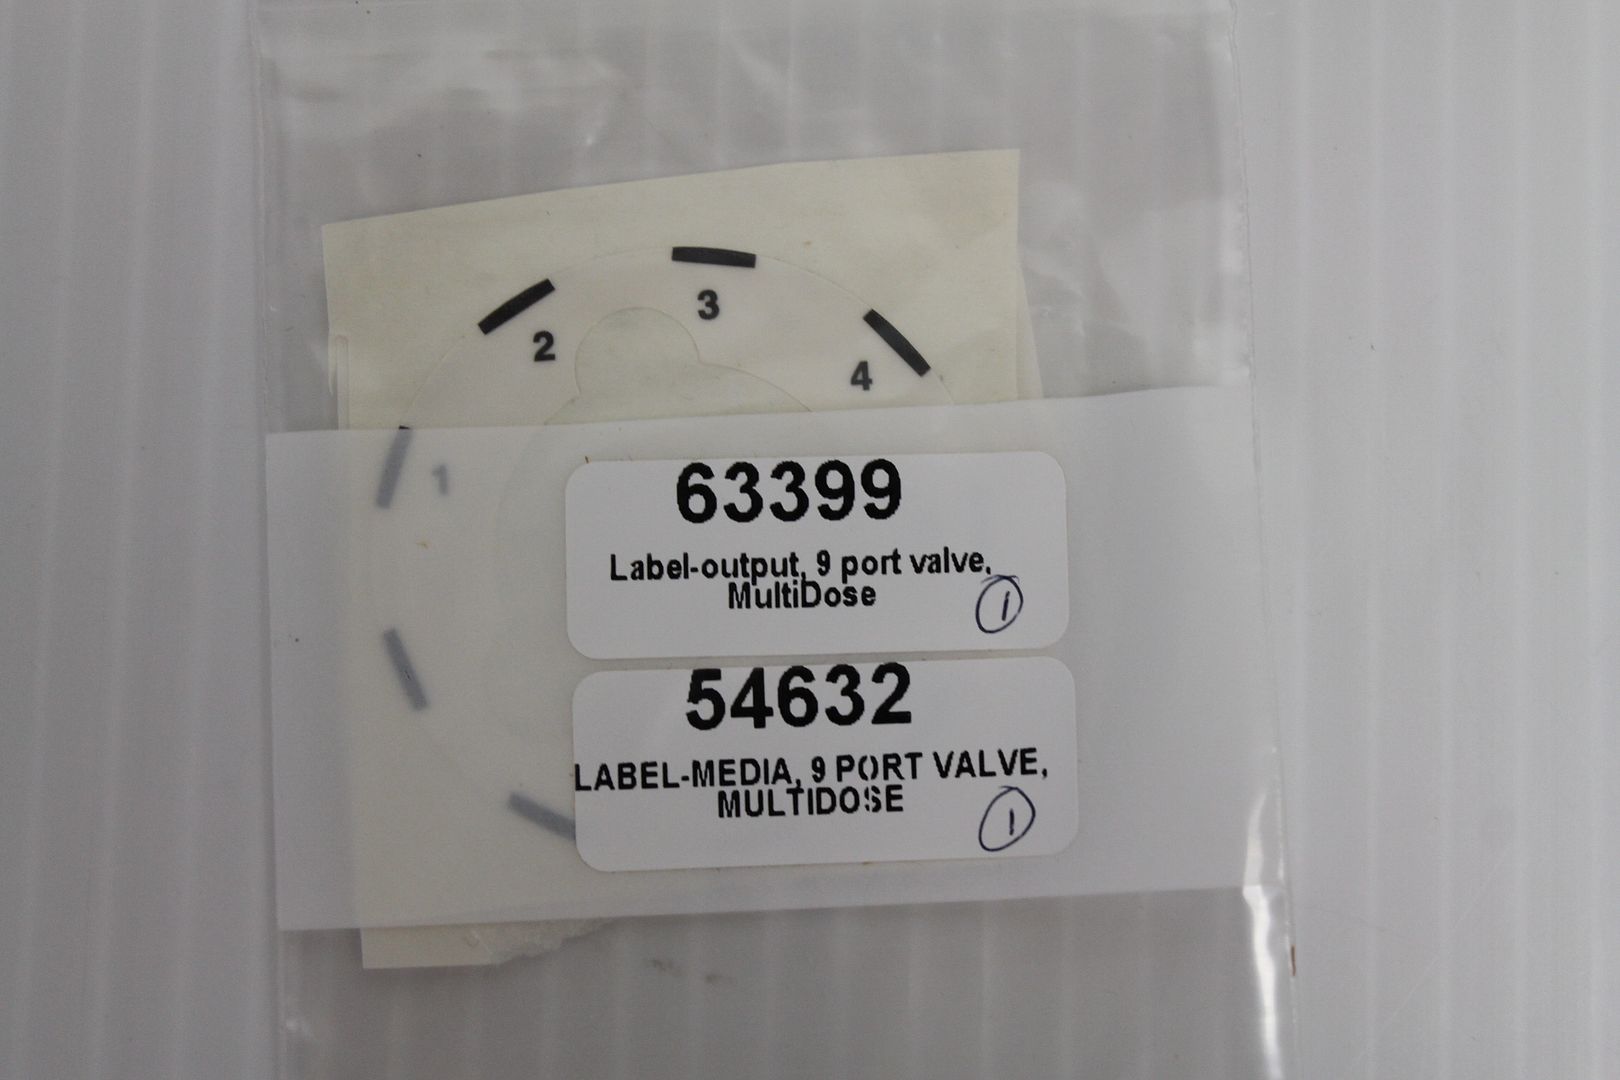 3
2
4
1
63399
Label-output, 9 port valve,
MultiDose
1
54632
LABEL-MEDIA, 9 PORT VALVE,
MULTIDOSE
1